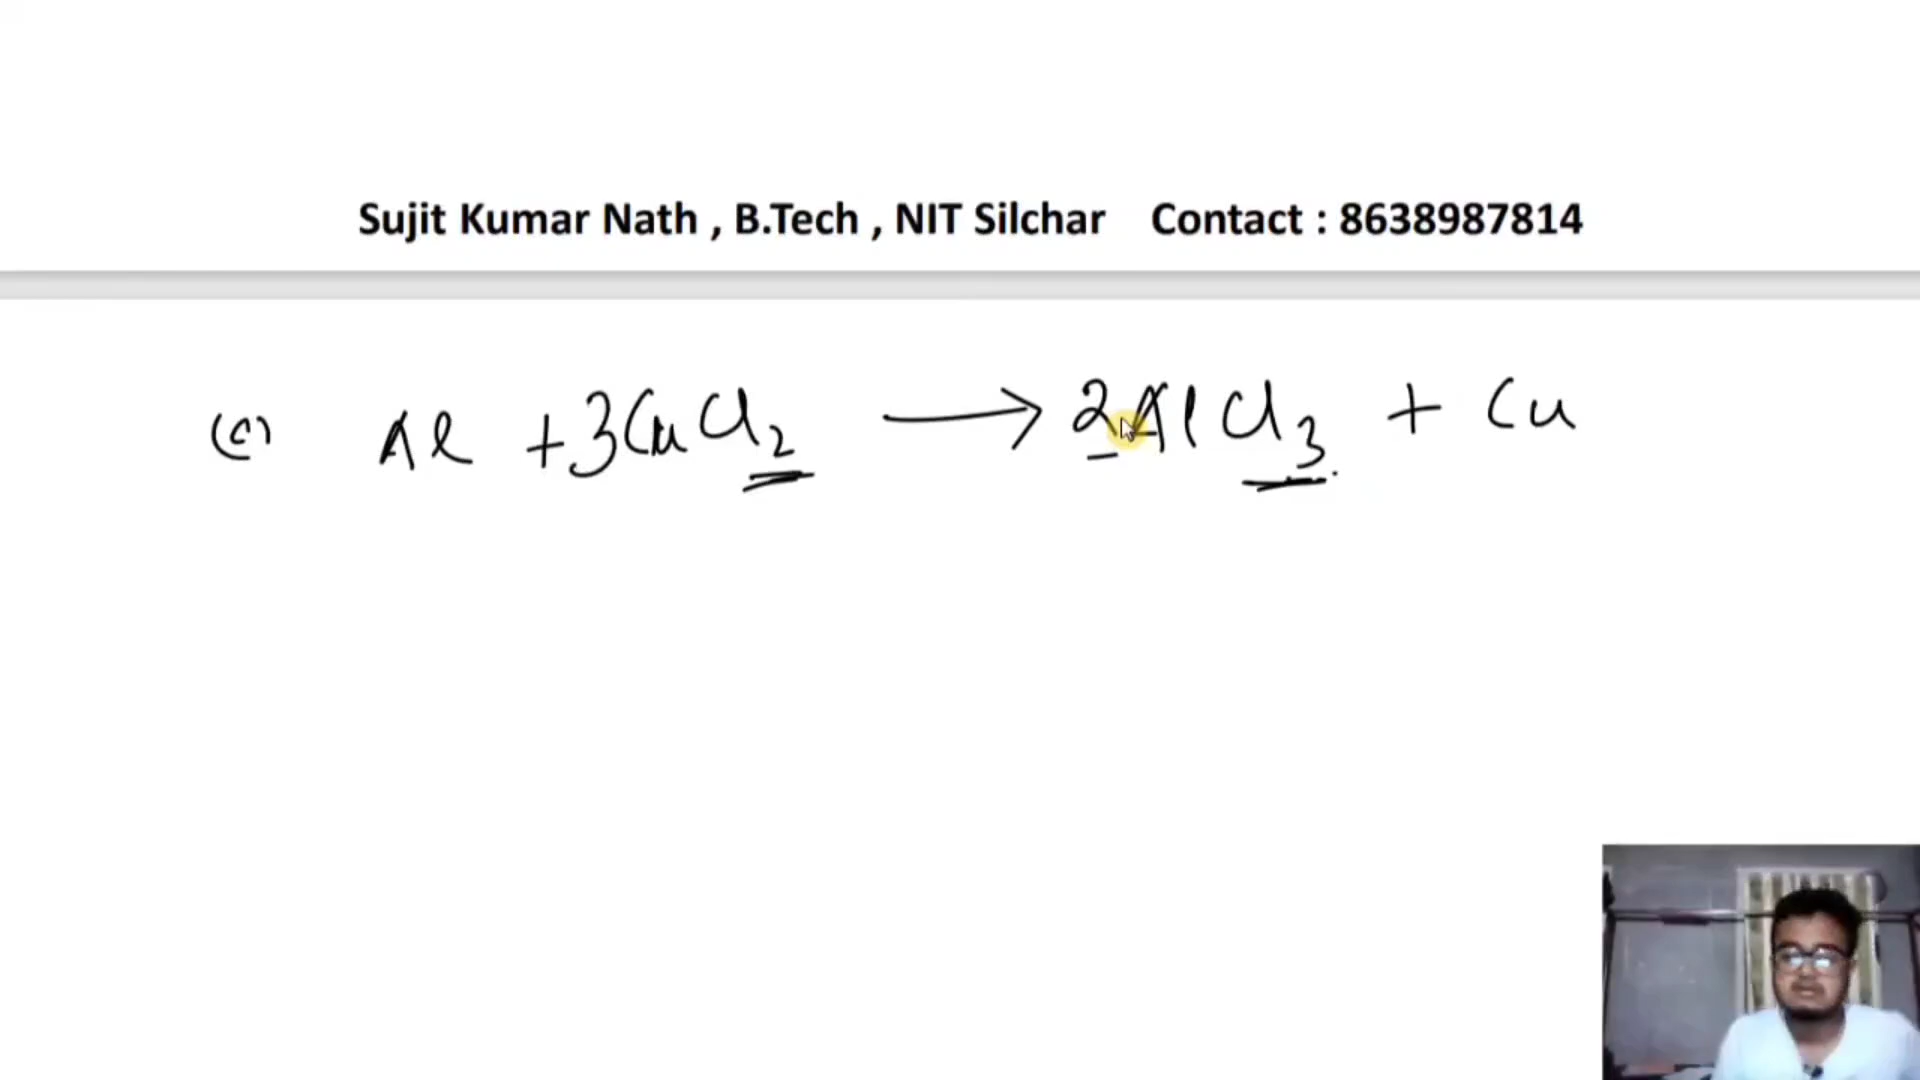 Sujit Kumar Nath , B.Tech , NIT Silchar Contact : 8638987814
(c) Al + 3CuCl₂ ⟶ 2AlCl₃ + Cu